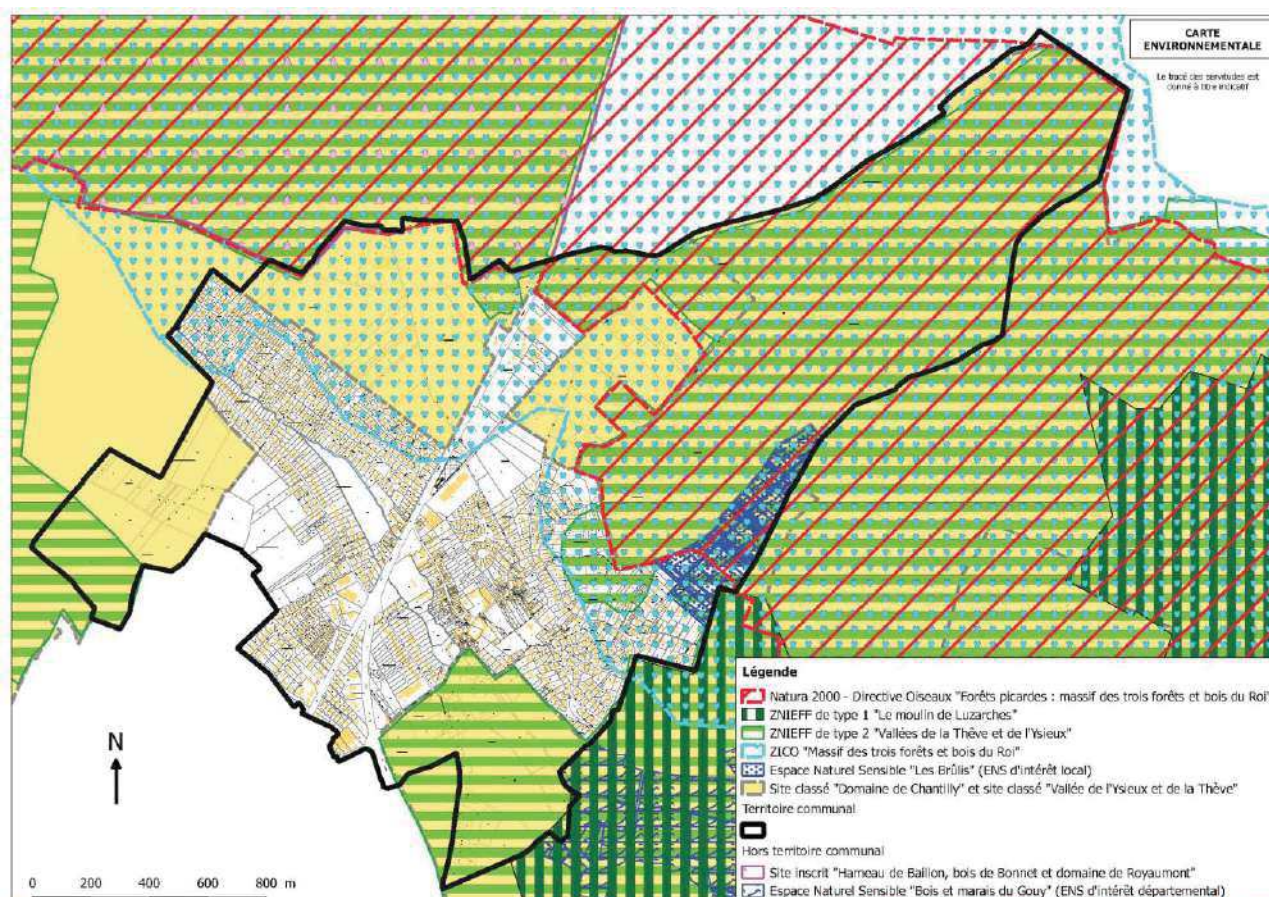 CARTE
ENVIRONNEMENTALE
Le tracé des servitudes est
donné à titre indicatif
N
0 200 400 600 800 m
Légende
Natura 2000 - Directive Oiseaux "Forêts picardes : massif des trois forêts et bois du Roi"
ZNIEFF de type 1 "Le moulin de Luzarches"
ZNIEFF de type 2 "Vallées de la Thève et de l'Ysieux"
ZICO "Massif des trois forêts et bois du Roi"
Espace Naturel Sensible "Les Brûlis" (ENS d'intérêt local)
Site classé "Domaine de Chantilly" et site classé "Vallée de l'Ysieux et de la Thève"
Territoire communal
Hors territoire communal
Site inscrit "Hameau de Baillon, bois de Bonnet et domaine de Royaumont"
Espace Naturel Sensible "Bois et marais du Gouy" (ENS d'intérêt départemental)